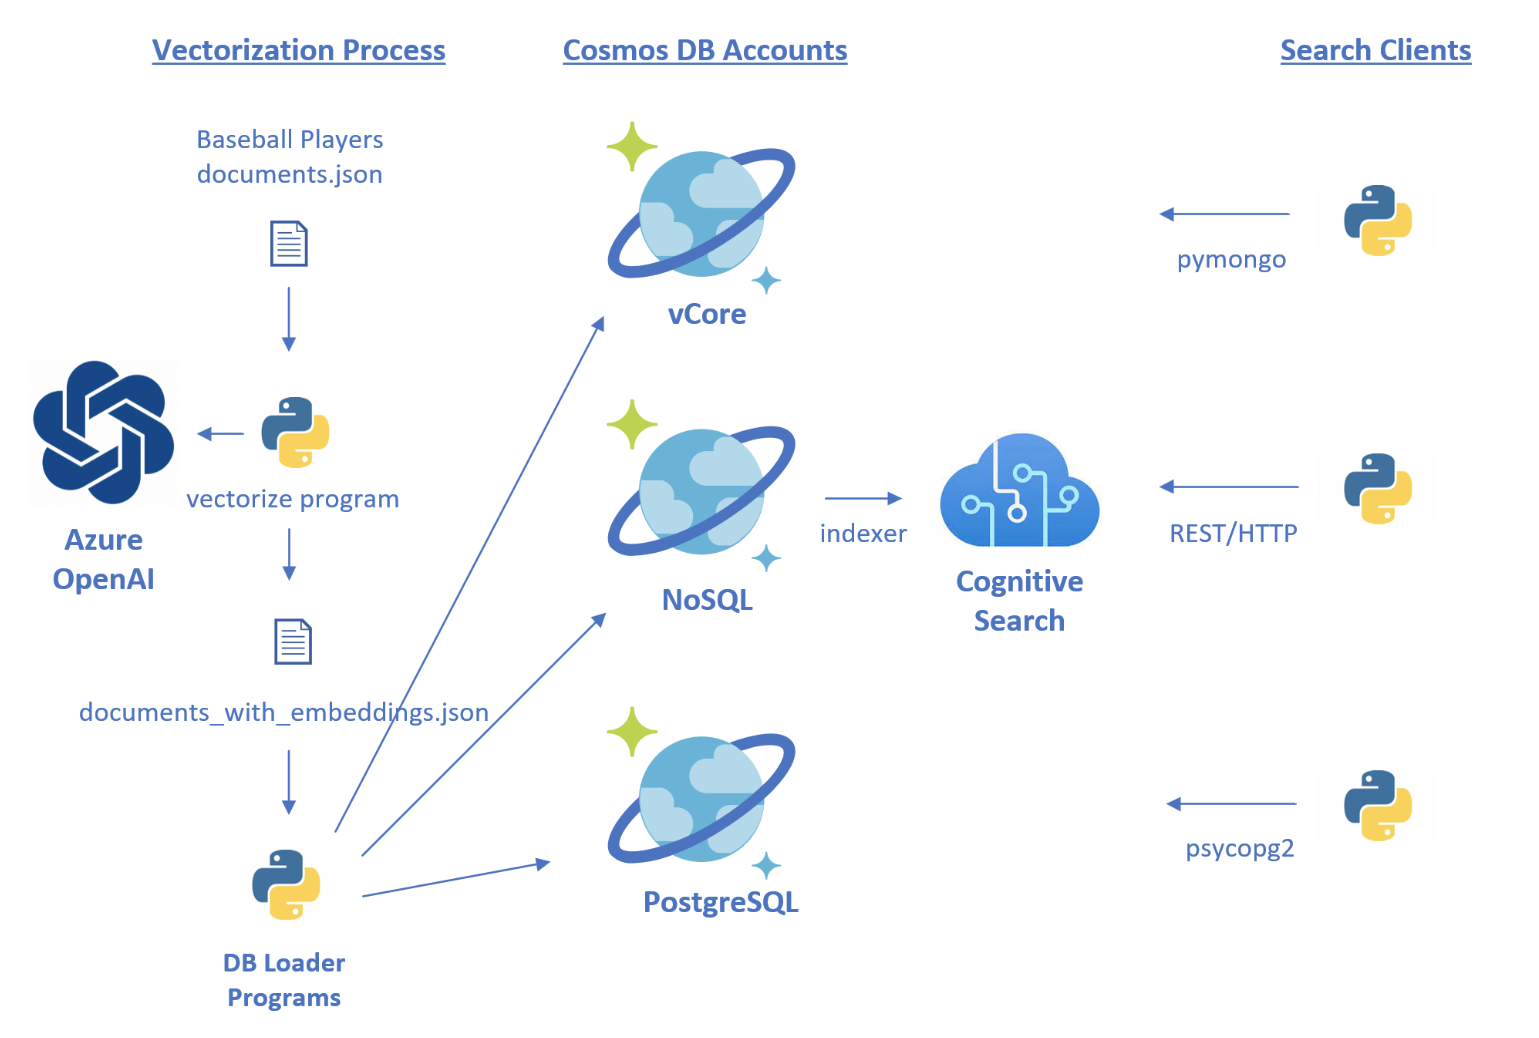 Vectorization Process
Cosmos DB Accounts
Search Clients
Baseball Players
documents.json
vectorize program
Azure
OpenAI
documents_with_embeddings.json
DB Loader
Programs
vCore
NoSQL
PostgreSQL
indexer
Cognitive
Search
pymongo
REST/HTTP
psycopg2